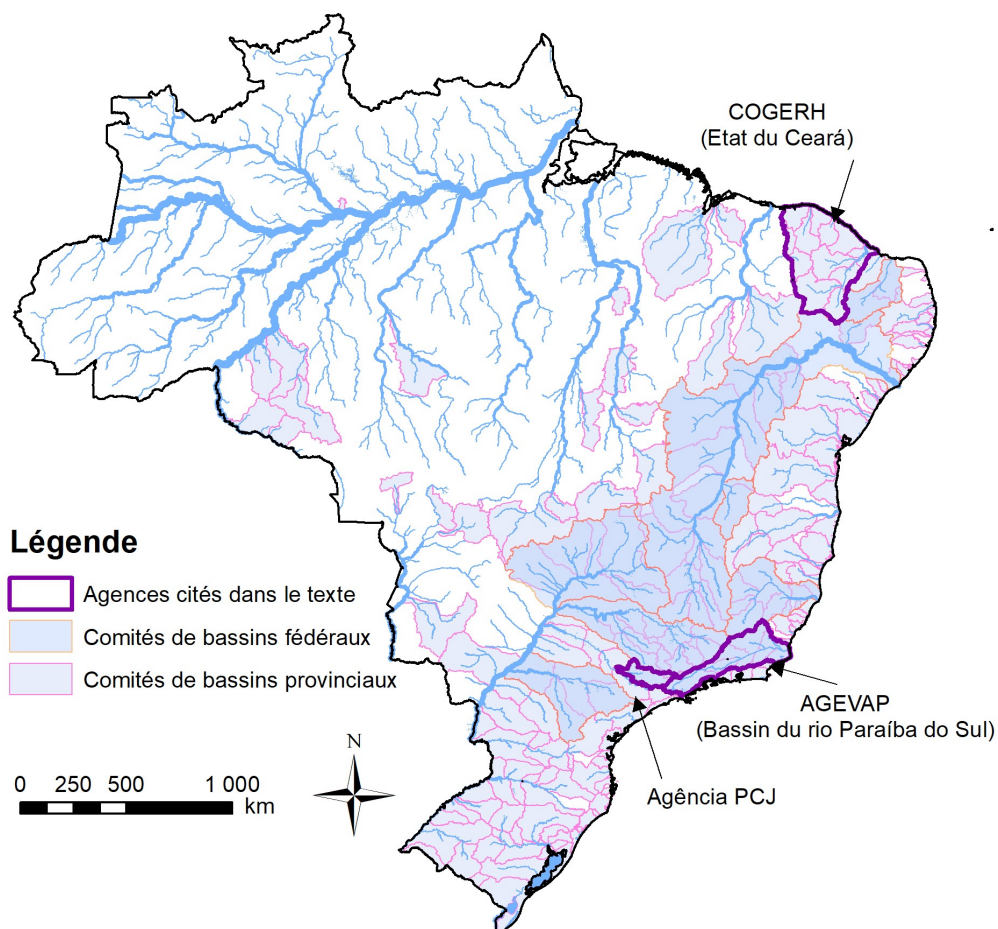 COGERH
(Etat du Ceará)
Légende
Agences cités dans le texte
Comités de bassins fédéraux
Comités de bassins provinciaux
AGEVAP
(Bassin du rio Paraíba do Sul)
Agência PCJ
N
0 250 500 1 000
km